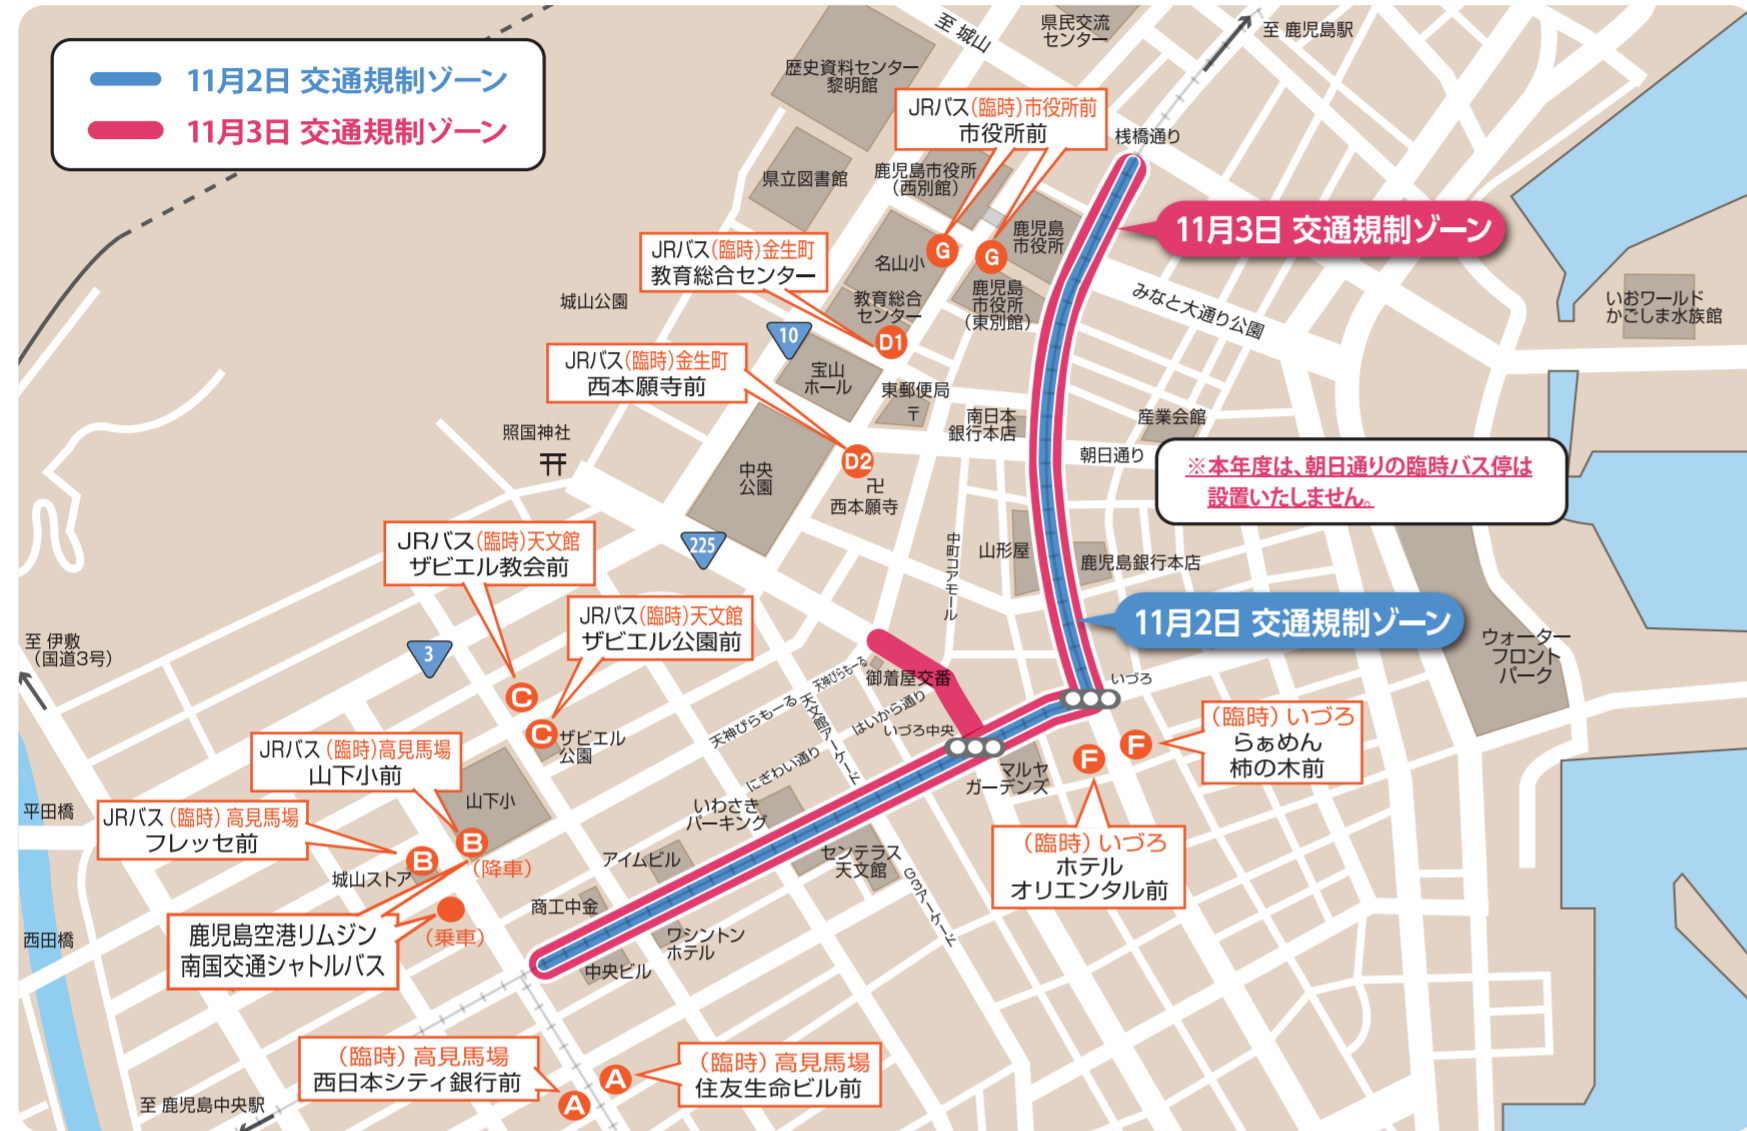 11月2日 交通規制ゾーン
11月3日 交通規制ゾーン
至 城山
県民交流
センター
至 鹿児島駅
歴史資料センター
黎明館
JRバス(臨時)市役所前
市役所前
桟橋通り
県立図書館
鹿児島市役所
(西別館)
11月3日 交通規制ゾーン
鹿児島
市役所
G
G
名山小
JRバス(臨時)金生町
教育総合センター
鹿児島
市役所
(東別館)
みなと大通り公園
いおワールド
かごしま水族館
城山公園
教育総合
センター
10
D1
JRバス(臨時)金生町
西本願寺前
宝山
ホール
東郵便局
〒
南日本
銀行本店
産業会館
照国神社
朝日通り
※本年度は、朝日通りの臨時バス停は
設置いたしません。
中央
公園
D2
卍
西本願寺
JRバス(臨時)天文館
ザビエル教会前
225
中町コアモール
山形屋
鹿児島銀行本店
JRバス(臨時)天文館
ザビエル公園前
11月2日 交通規制ゾーン
至 伊敷
(国道3号)
3
ウォーター
フロント
パーク
天神ぴらもーる
御着屋交番
いづろ
C
天神ぴらもーる
天文館アーケード
はいから通り
いづろ中央
C
ザビエル
公園
(臨時) いづろ
らぁめん
柿の木前
F
F
JRバス (臨時) 高見馬場
山下小前
にぎわい通り
マルヤ
ガーデンズ
平田橋
山下小
いわさき
パーキング
JRバス (臨時) 高見馬場
フレッセ前
B
B
(降車)
城山ストア
アイムビル
センテラス
天文館
(臨時) いづろ
ホテル
オリエンタル前
G3アーケード
商工中金
鹿児島空港リムジン
南国交通シャトルバス
(乗車)
西田橋
ワシントン
ホテル
中央ビル
(臨時) 高見馬場
西日本シティ銀行前
A
A
(臨時) 高見馬場
住友生命ビル前
至 鹿児島中央駅